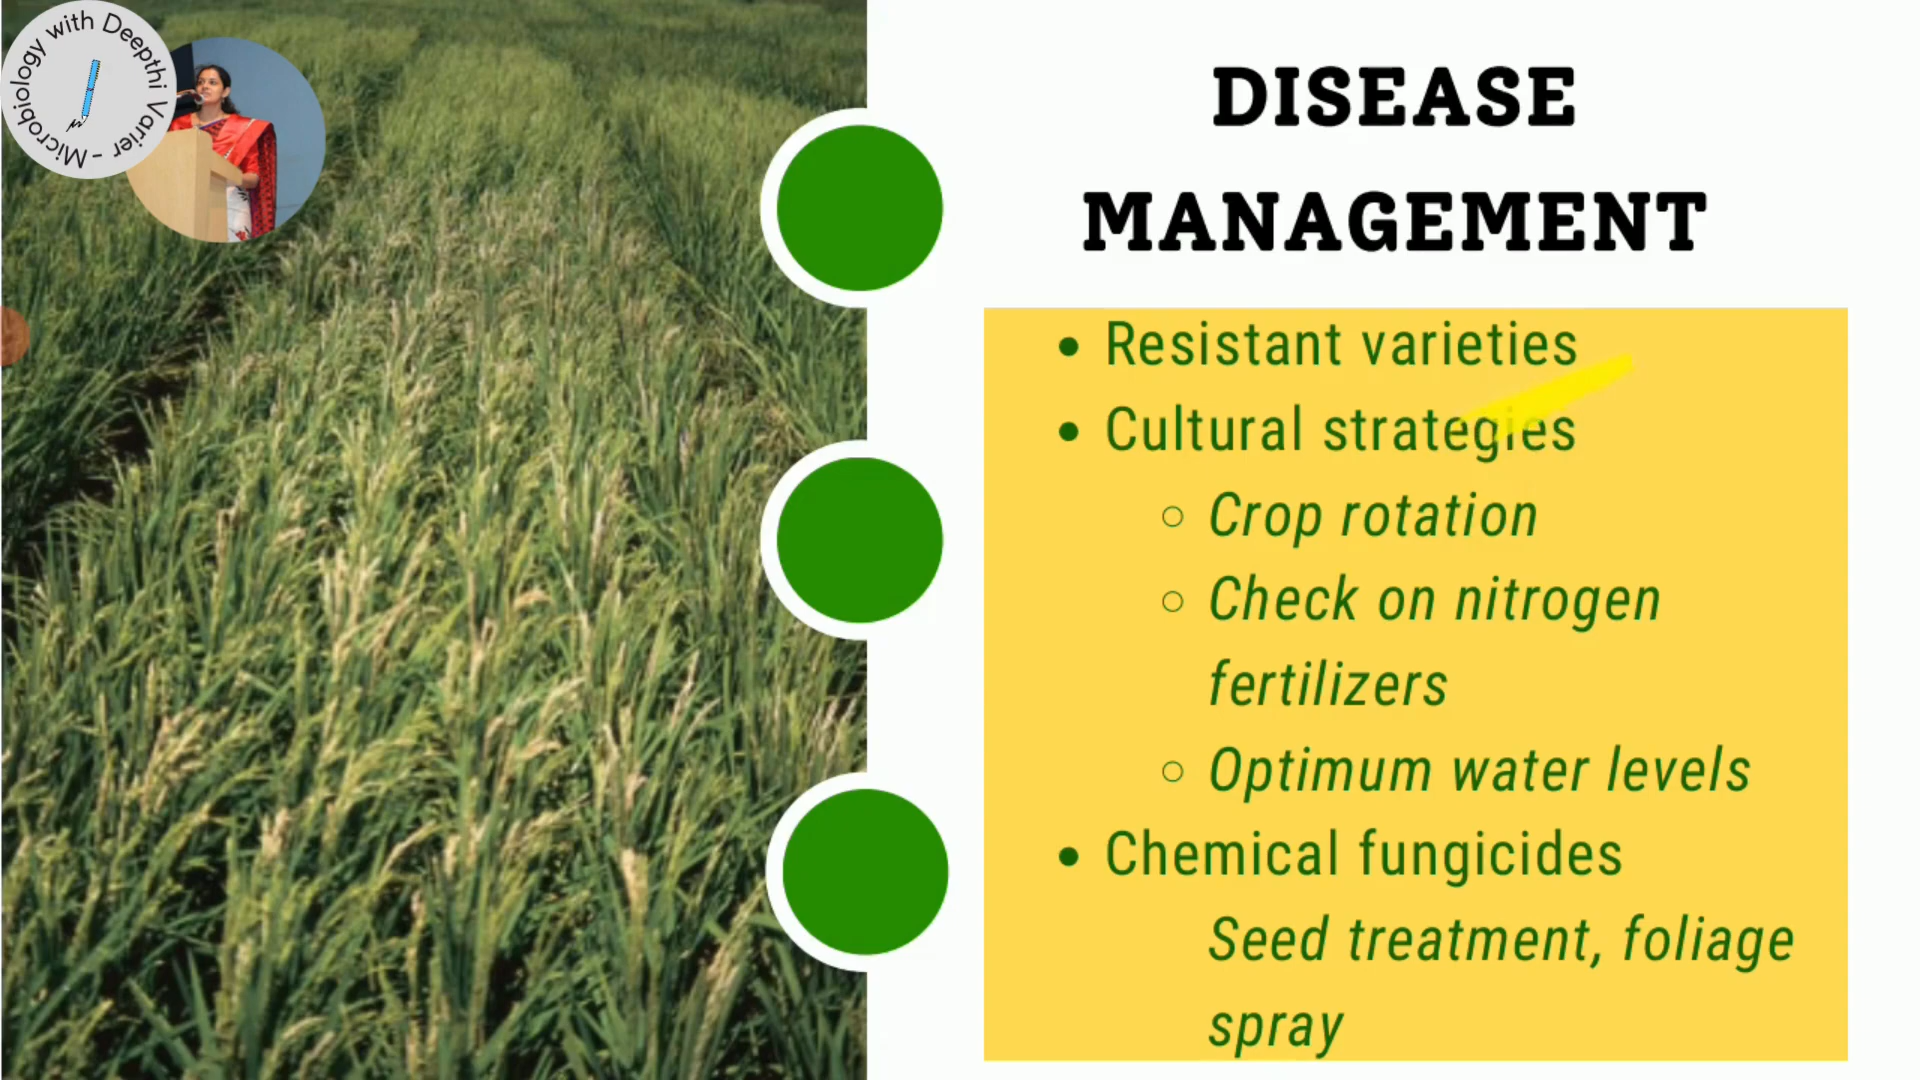 Microbiology with Deepthi Varier -
DISEASE
MANAGEMENT
• Resistant varieties
• Cultural strategies
○ Crop rotation
○ Check on nitrogen
fertilizers
○ Optimum water levels
• Chemical fungicides
Seed treatment, foliage
spray